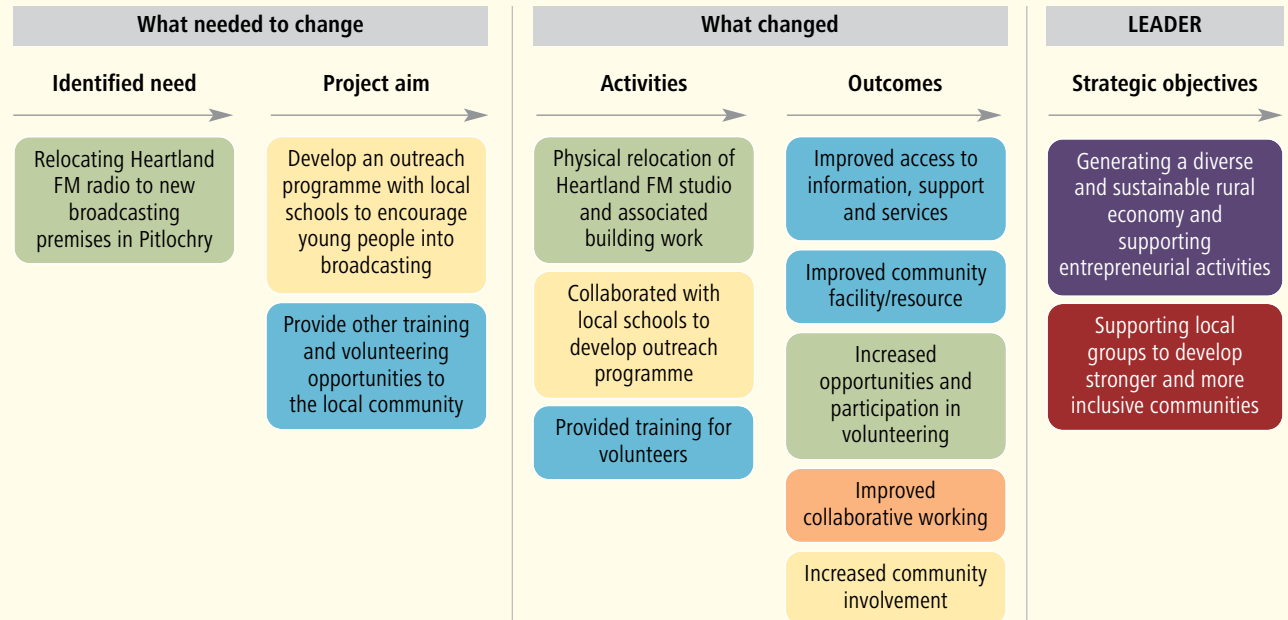 What needed to change
What changed
LEADER
Identified need
Project aim
Activities
Outcomes
Strategic objectives
Relocating Heartland
FM radio to new
broadcasting
premises in Pitlochry
Develop an outreach
programme with local
schools to encourage
young people into
broadcasting
Provide other training
and volunteering
opportunities to
the local community
Physical relocation of
Heartland FM studio
and associated
building work
Collaborated with
local schools to
develop outreach
programme
Provided training for
volunteers
Improved access to
information, support
and services
Improved community
facility/resource
Increased
opportunities and
participation in
volunteering
Improved
collaborative working
Increased community
involvement
Generating a diverse
and sustainable rural
economy and
supporting
entrepreneurial activities
Supporting local
groups to develop
stronger and more
inclusive communities